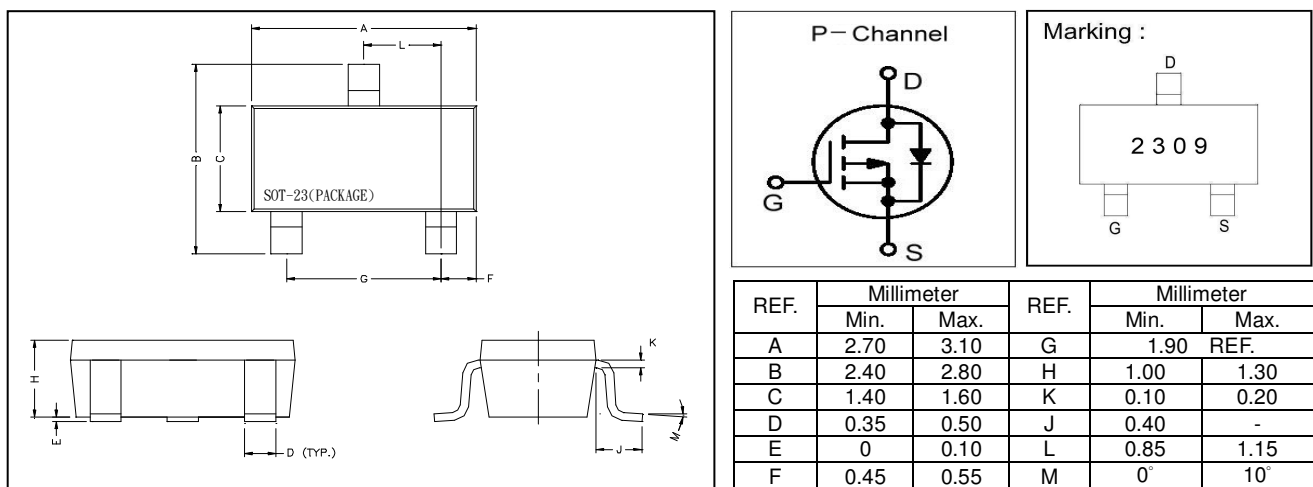 A
L
B
C
SOT-23(PACKAGE)
G
F
H
E
D (TYP.)
K
J
M
P-Channel
D
G
S
Marking :
D
2309
G
S
REF. Millimeter REF. Millimeter
Min. Max. Min. Max.
A 2.70 3.10 G 1.90 REF.
B 2.40 2.80 H 1.00 1.30
C 1.40 1.60 K 0.10 0.20
D 0.35 0.50 J 0.40 -
E 0 0.10 L 0.85 1.15
F 0.45 0.55 M 0° 10°